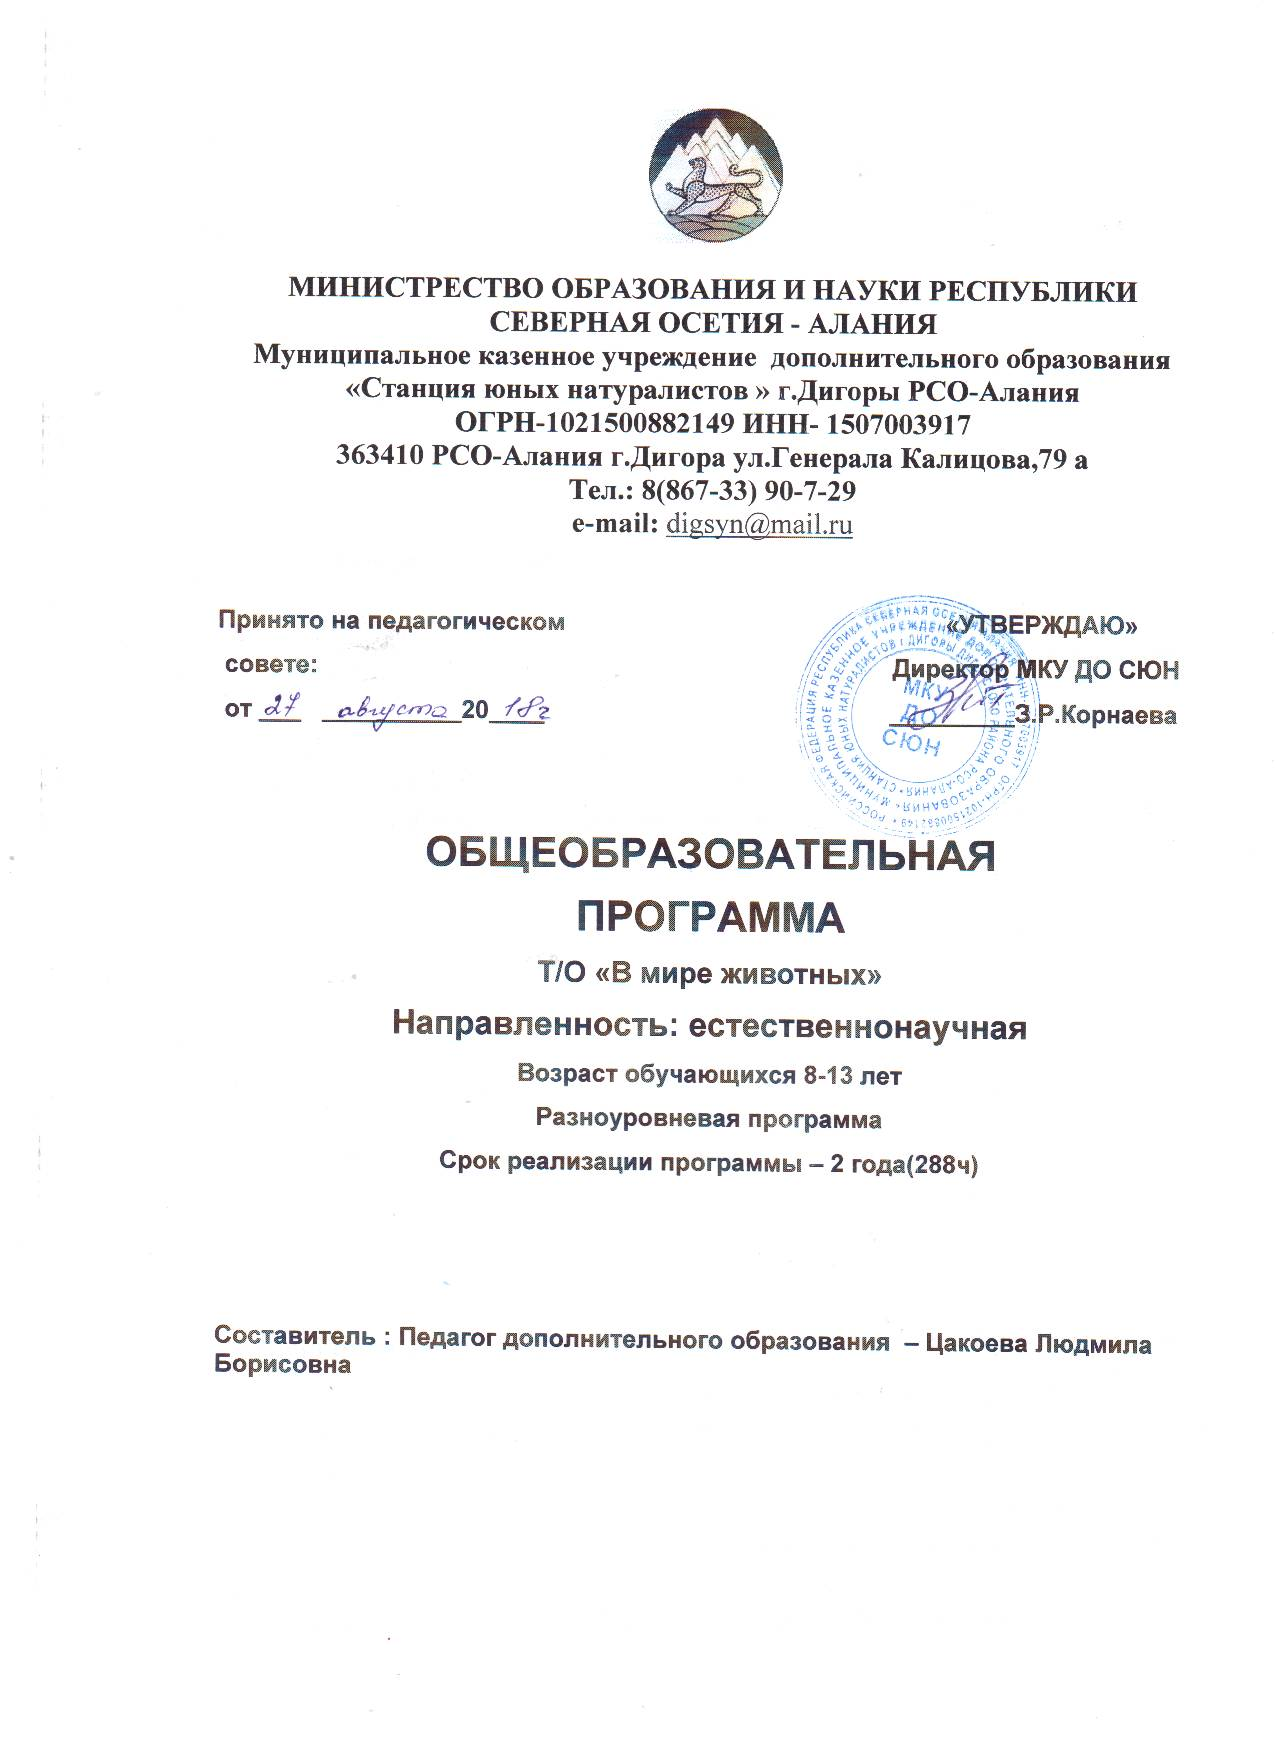 МИНИСТРЕСТВО ОБРАЗОВАНИЯ И НАУКИ РЕСПУБЛИКИ
СЕВЕРНАЯ ОСЕТИЯ - АЛАНИЯ
Муниципальное казенное учреждение дополнительного образования
«Станция юных натуралистов » г.Дигоры РСО-Алания
ОГРН-1021500882149 ИНН- 1507003917
363410 РСО-Алания г.Дигора ул.Генерала Калицова,79 а
Тел.: 8(867-33) 90-7-29
e-mail: digsyn@mail.ru
Принято на педагогическом «УТВЕРЖДАЮ»
совете: Директор МКУ ДО СЮН
от 27 августа 2018г З.Р.Корнаева
МКУ
ДО
СЮН
ОБЩЕОБРАЗОВАТЕЛЬНАЯ
ПРОГРАММА
Т/О «В мире животных»
Направленность: естественнонаучная
Возраст обучающихся 8-13 лет
Разноуровневая программа
Срок реализации программы – 2 года(288ч)
Составитель : Педагог дополнительного образования – Цакоева Людмила
Борисовна